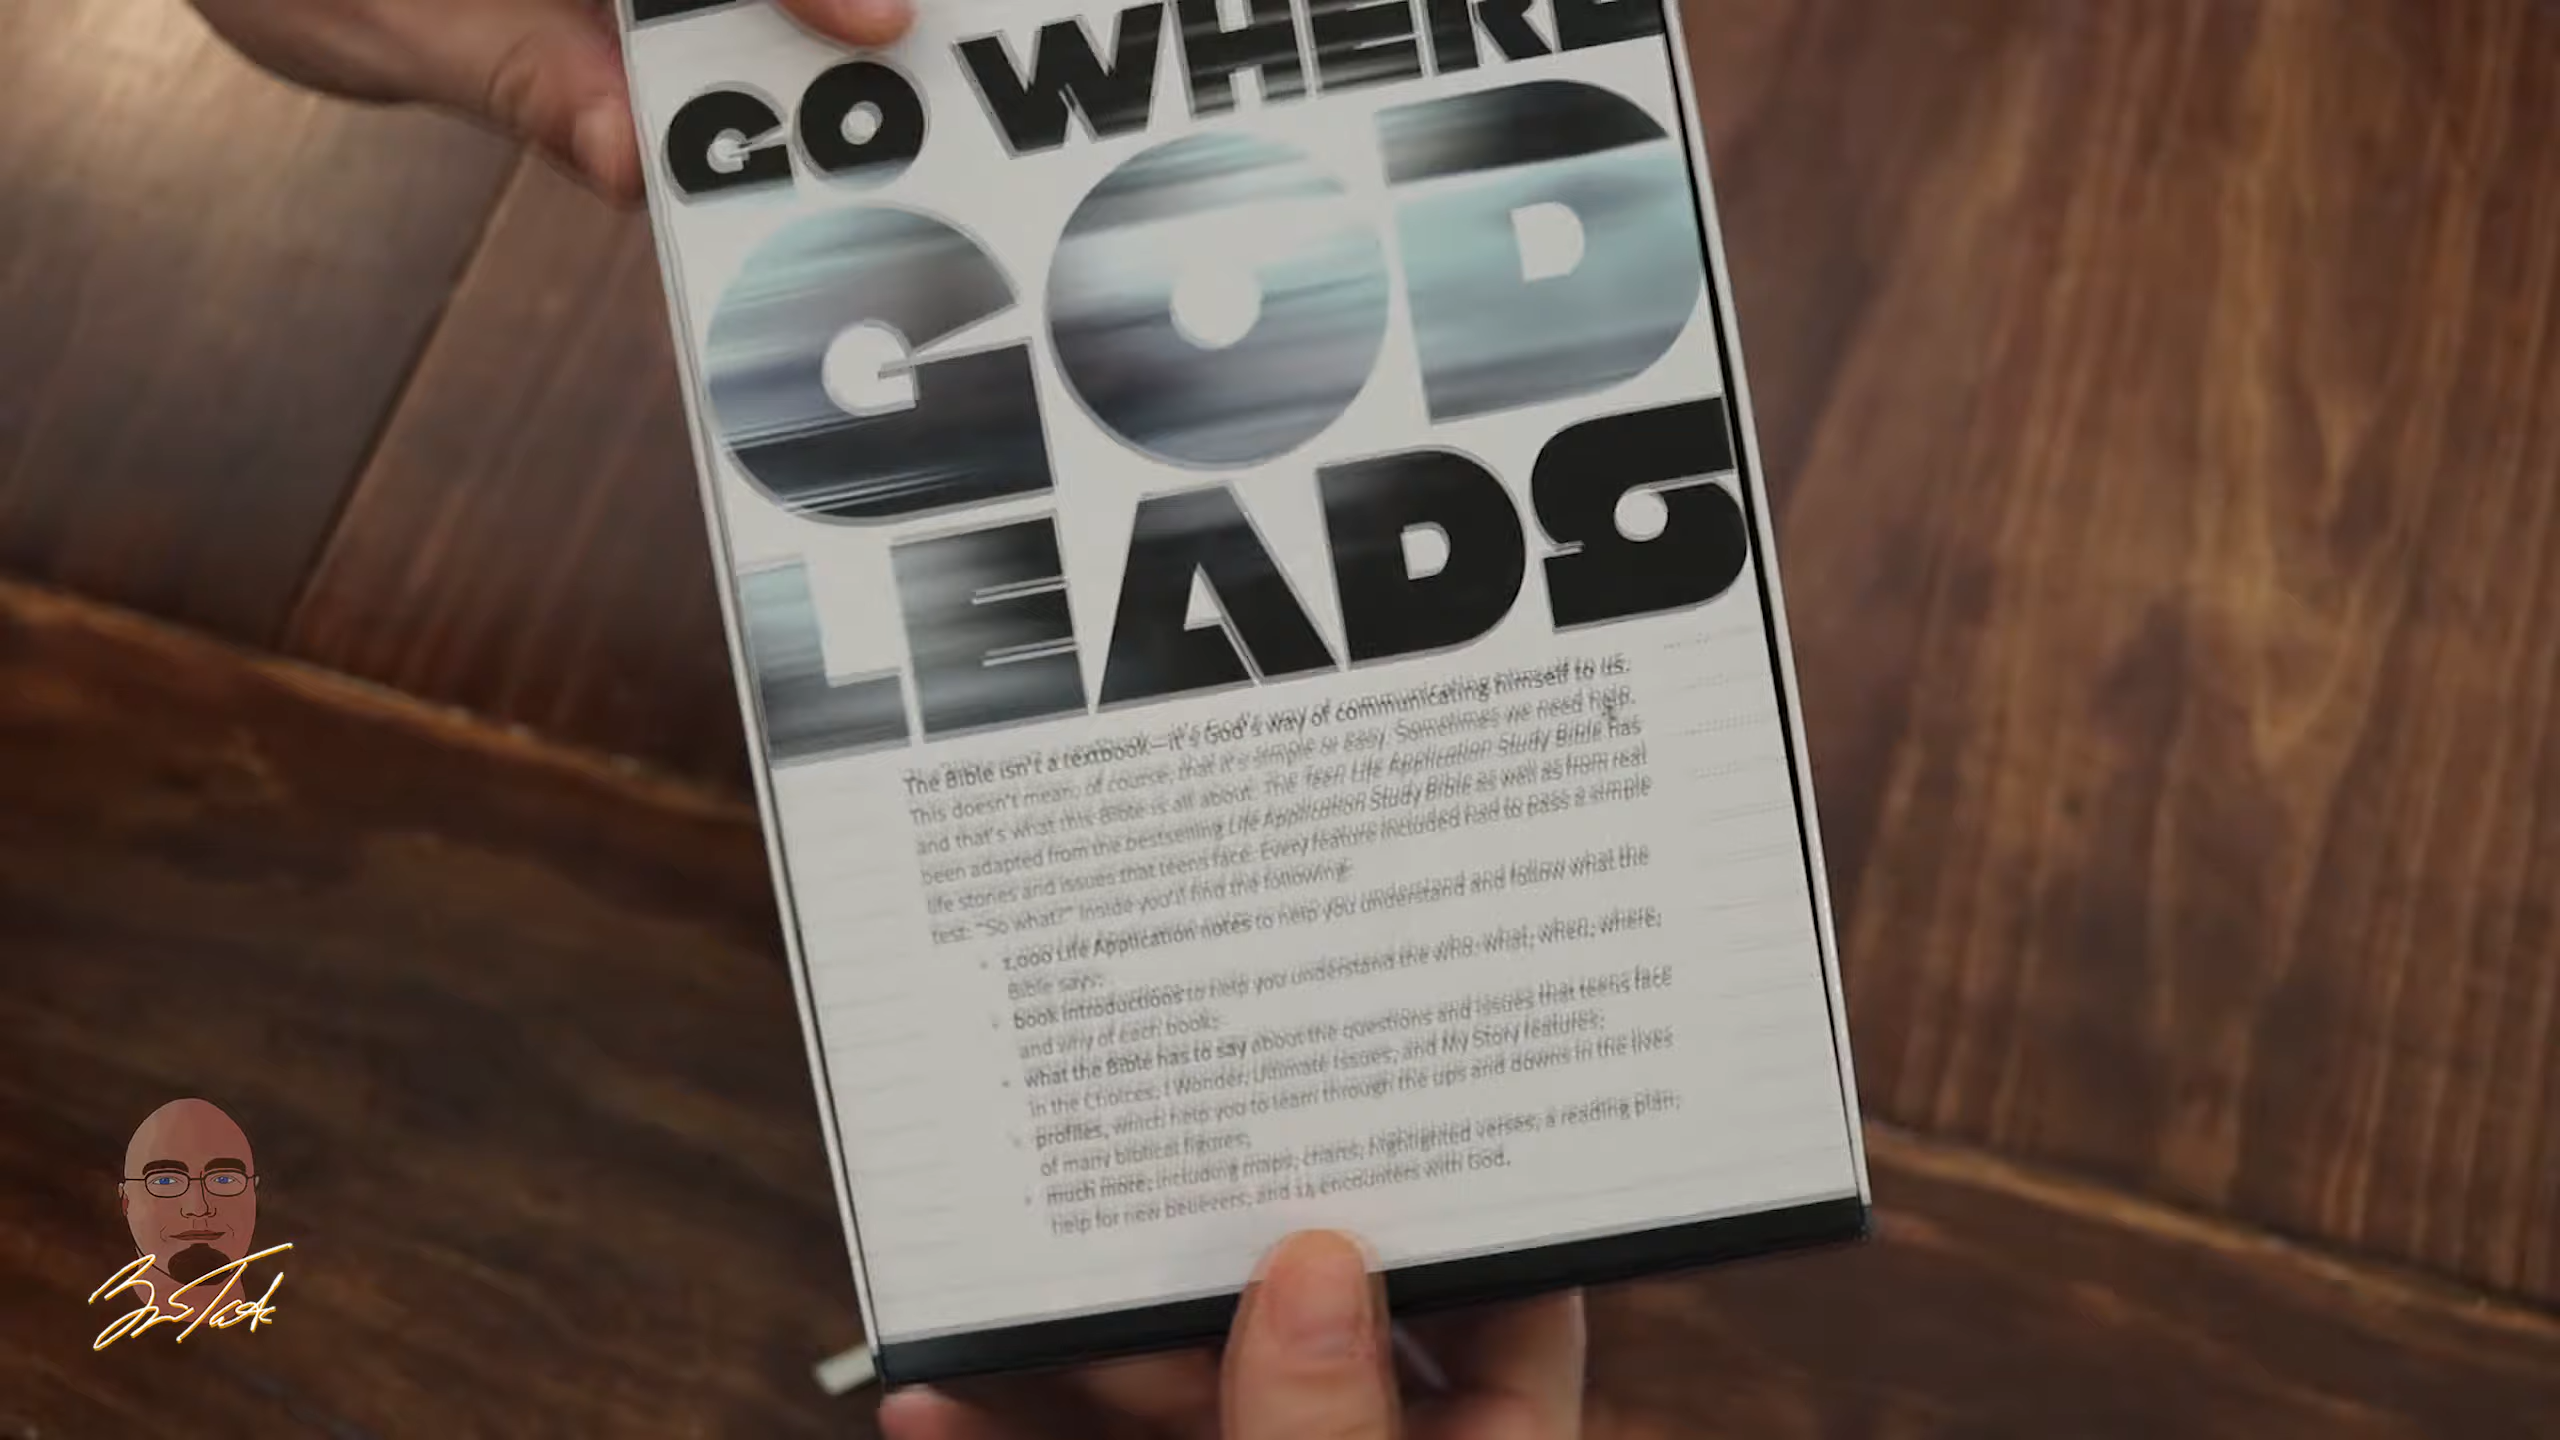 GO WHERE
GOD
LEADS
The Bible isn't a textbook—it's God's way of communicating himself to us.
This doesn't mean, of course, that it's simple or easy. Sometimes we need help,
and that's what this Bible is all about. The Teen Life Application Study Bible has
been adapted from the bestselling Life Application Study Bible as well as from real
life stories and issues that teens face. Every feature included had to pass a simple
test: "So what?" Inside you'll find the following:
• 1,000 Life Application notes to help you understand and follow what the
Bible says;
• book introductions to help you understand the who, what, when, where,
and why of each book;
• what the Bible has to say about the questions and issues that teens face
in the Choices, I Wonder, Ultimate Issues, and My Story features;
• profiles, which help you to learn through the ups and downs in the lives
of many biblical figures;
• much more, including maps, charts, highlighted verses, a reading plan,
help for new believers, and 14 encounters with God.